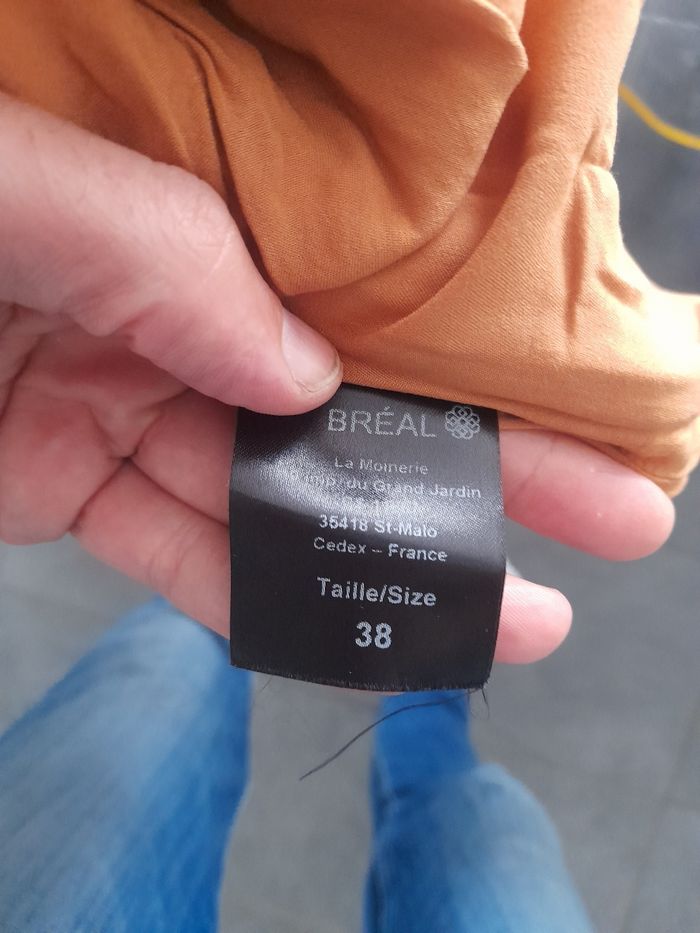 BRÉAL
La Moinerie
du Grand Jardin
35418 St-Malo
Cedex – France
Taille/Size
38